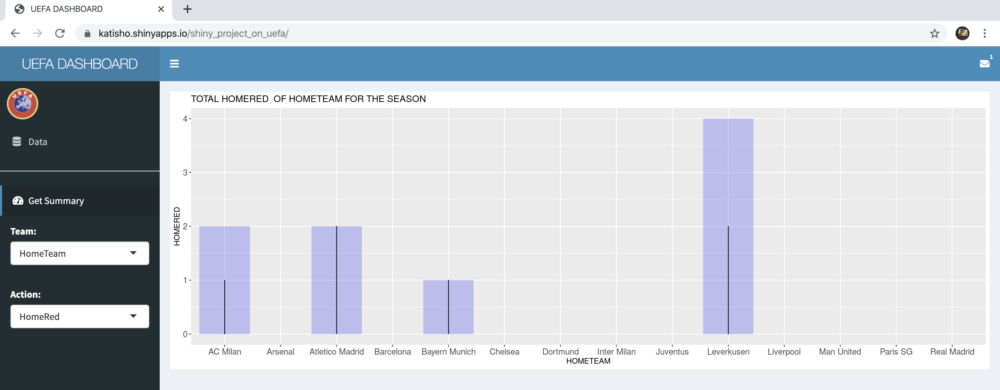 UEFA DASHBOARD
katisho.shinyapps.io/shiny_project_on_uefa/
UEFA DASHBOARD
1
UEFA
Data
Get Summary
Team:
HomeTeam
Action:
HomeRed
TOTAL HOMERED  OF HOMETEAM FOR THE SEASON
HOMERED
4
3
2
1
0
AC Milan Arsenal Atletico Madrid Barcelona Bayern Munich Chelsea Dortmund Inter Milan Juventus Leverkusen Liverpool Man United Paris SG Real Madrid
HOMETEAM